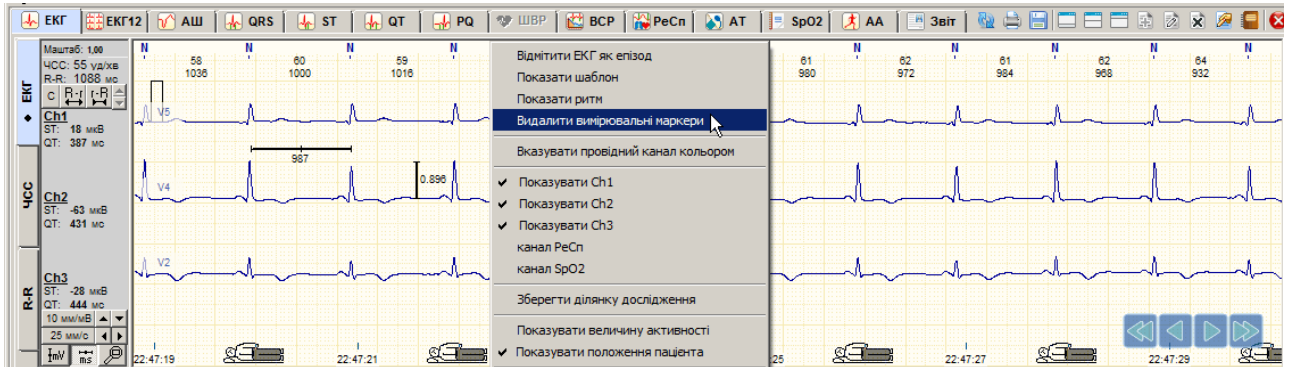 ЕКГ ЕКГ12 АШ QRS ST QT PQ ШВР ВСР РеСп АТ SpO2 АА Звіт
ЕКГ
ЧСС
R-R
Маштаб: 1,00
ЧСС: 55 уд/хв
R-R: 1088 мс
C R-r r-R
Ch1
ST: 18 мкВ
QT: 387 мс
Ch2
ST: -63 мкВ
QT: 431 мс
Ch3
ST: -28 мкВ
QT: 444 мс
10 мм/мВ
25 мм/с
mV ms
N N N N N N N N N
58 60 59 61 62 61 62 64
1036 1000 1016 980 972 984 968 932
V5
987
0.896
V4
V2
22:47:19 22:47:21 25 22:47:27 22:47:29
Відмітити ЕКГ як епізод
Показати шаблон
Показати ритм
Видалити вимірювальні маркери
Вказувати провідний канал кольором
Показувати Ch1
Показувати Ch2
Показувати Ch3
канал РеСп
канал SpO2
Зберегти ділянку дослідження
Показувати величину активності
Показувати положення пацієнта